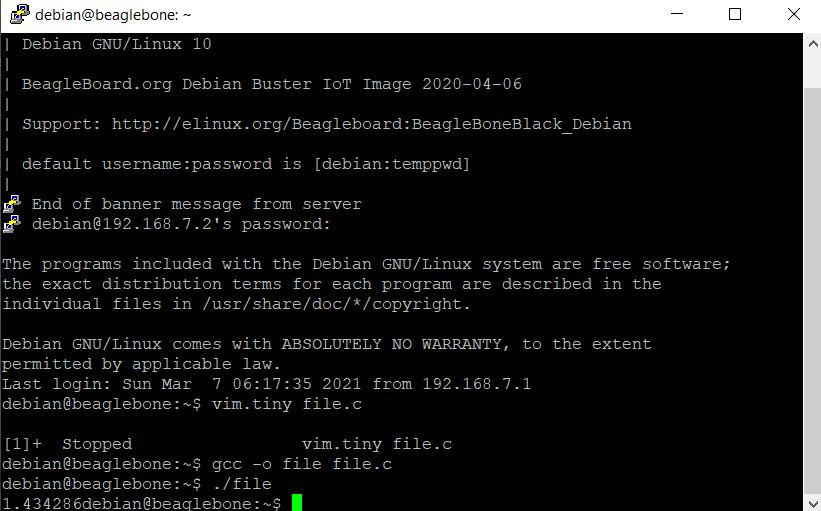 debian@beaglebone: ~
| Debian GNU/Linux 10
|
| BeagleBoard.org Debian Buster IoT Image 2020-04-06
|
| Support: http://elinux.org/Beagleboard:BeagleBoneBlack_Debian
|
| default username:password is [debian:temppwd]
|
End of banner message from server
debian@192.168.7.2's password:
The programs included with the Debian GNU/Linux system are free software;
the exact distribution terms for each program are described in the
individual files in /usr/share/doc/*/copyright.
Debian GNU/Linux comes with ABSOLUTELY NO WARRANTY, to the extent
permitted by applicable law.
Last login: Sun Mar  7 06:17:35 2021 from 192.168.7.1
debian@beaglebone:~$ vim.tiny file.c
[1]+  Stopped                 vim.tiny file.c
debian@beaglebone:~$ gcc -o file file.c
debian@beaglebone:~$ ./file
1.434286debian@beaglebone:~$